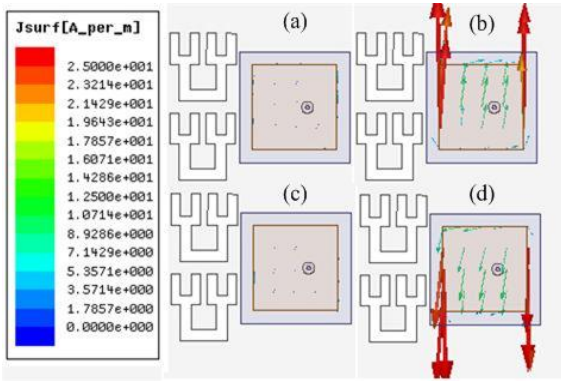 Jsurf[A_per_m]
2.5000e+001
2.3214e+001
2.1429e+001
1.9643e+001
1.7857e+001
1.6071e+001
1.4286e+001
1.2500e+001
1.0714e+001
8.9286e+000
7.1429e+000
5.3571e+000
3.5714e+000
1.7857e+000
0.0000e+000
(a)
(b)
(c)
(d)